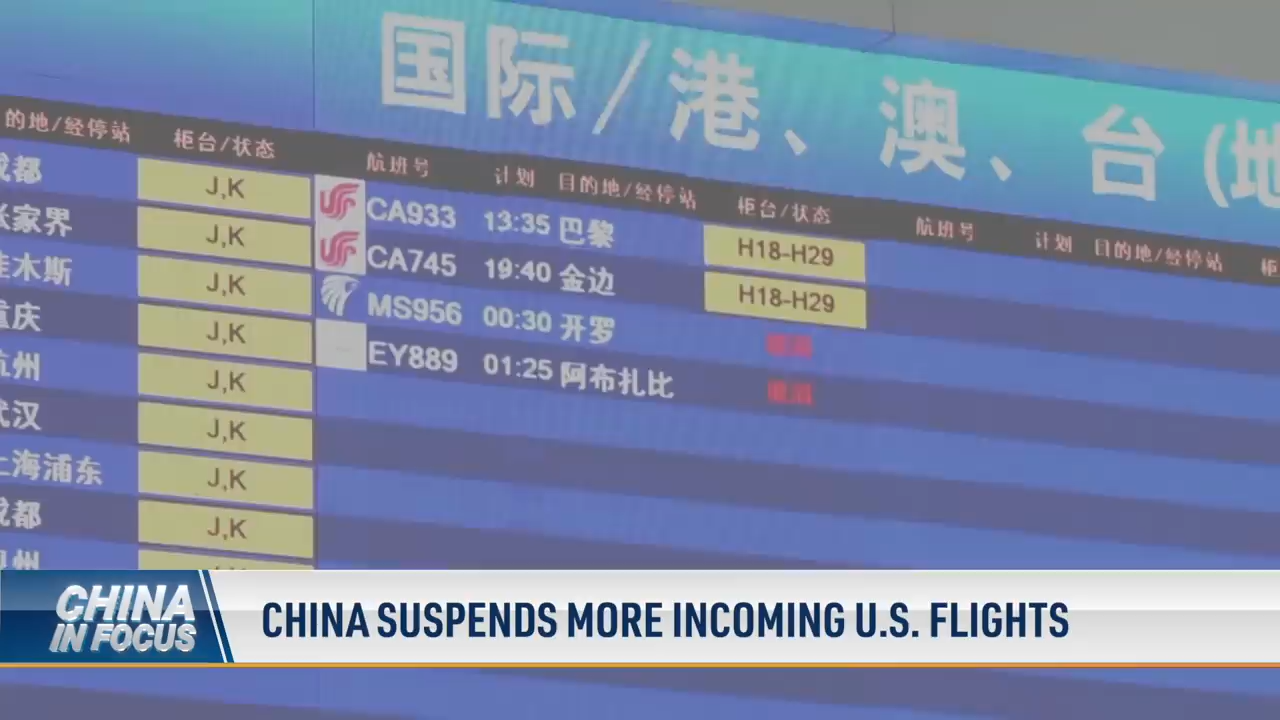 国际/港、澳、台(地
的地/经停站 柜台/状态 航班号 计划 目的地/经停站 柜台/状态 航班号 计划 目的地/经停站 柜
成都 J,K CA933 13:35 巴黎 H18-H29
张家界 J,K CA745 19:40 金边 H18-H29
佳木斯 J,K MS956 00:30 开罗
重庆 J,K EY889 01:25 阿布扎比
杭州 J,K
武汉 J,K
上海浦东 J,K
成都 J,K
CHINA IN FOCUS
CHINA SUSPENDS MORE INCOMING U.S. FLIGHTS